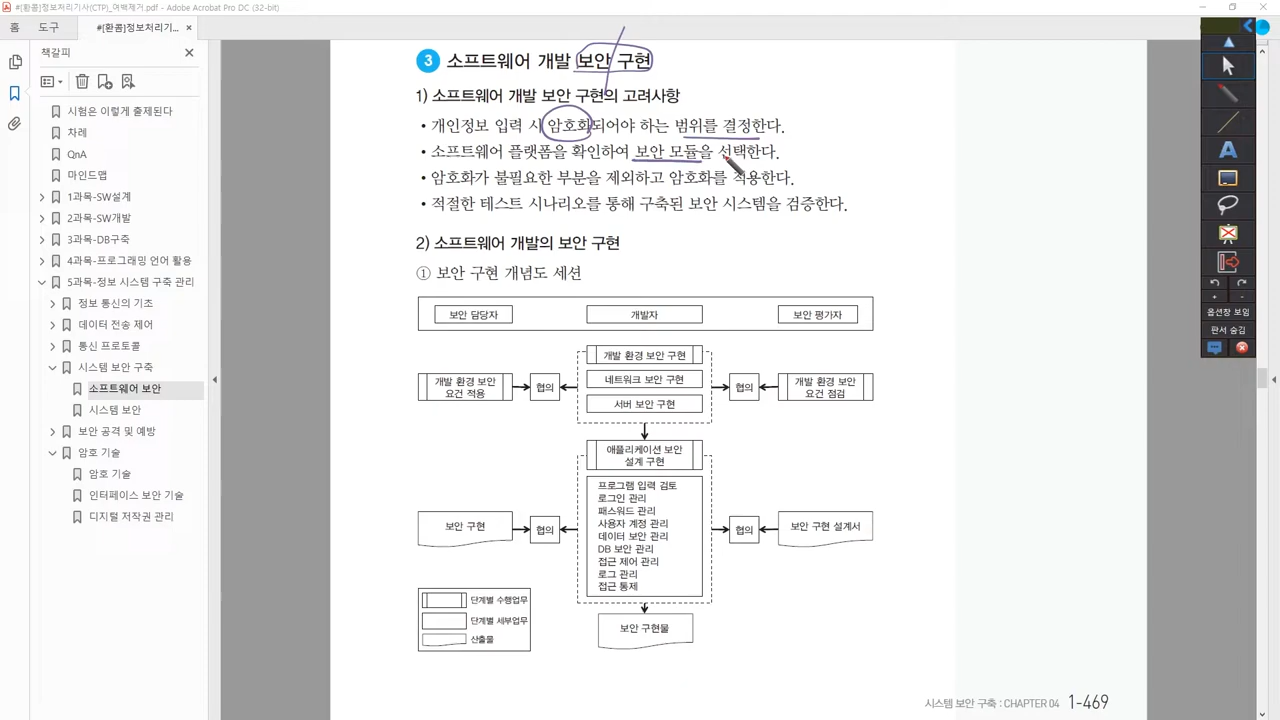 #[환콤]정보처리기사(CTP)_여백제거.pdf - Adobe Acrobat Pro DC (32-bit)
홈 도구 #[환콤]정보처리기...
책갈피
시험은 이렇게 출제된다
차례
QnA
마인드맵
1과목-SW설계
2과목-SW개발
3과목-DB구축
4과목-프로그래밍 언어 활용
5과목-정보 시스템 구축 관리
정보 통신의 기초
데이터 전송 제어
통신 프로토콜
시스템 보안 구축
소프트웨어 보안
시스템 보안
보안 공격 및 예방
암호 기술
암호 기술
인터페이스 보안 기술
디지털 저작권 관리
3 소프트웨어 개발 보안 구현
1) 소프트웨어 개발 보안 구현의 고려사항
• 개인정보 입력 시 암호화되어야 하는 범위를 결정한다.
• 소프트웨어 플랫폼을 확인하여 보안 모듈을 선택한다.
• 암호화가 불필요한 부분을 제외하고 암호화를 적용한다.
• 적절한 테스트 시나리오를 통해 구축된 보안 시스템을 검증한다.
2) 소프트웨어 개발의 보안 구현
① 보안 구현 개념도 세션
보안 담당자 개발자 보안 평가자
개발 환경 보안 구현
네트워크 보안 구현
서버 보안 구현
개발 환경 보안
요건 적용
협의
협의
개발 환경 보안
요건 점검
애플리케이션 보안
설계 구현
프로그램 입력 검토
로그인 관리
패스워드 관리
사용자 계정 관리
데이터 보안 관리
DB 보안 관리
접근 제어 관리
로그 관리
접근 통제
보안 구현
협의
협의
보안 구현 설계서
보안 구현물
단계별 수행업무
단계별 세부업무
산출물
시스템 보안 구축 : CHAPTER 04 1-469
A
+ -
옵션창 보임
판서 숨김